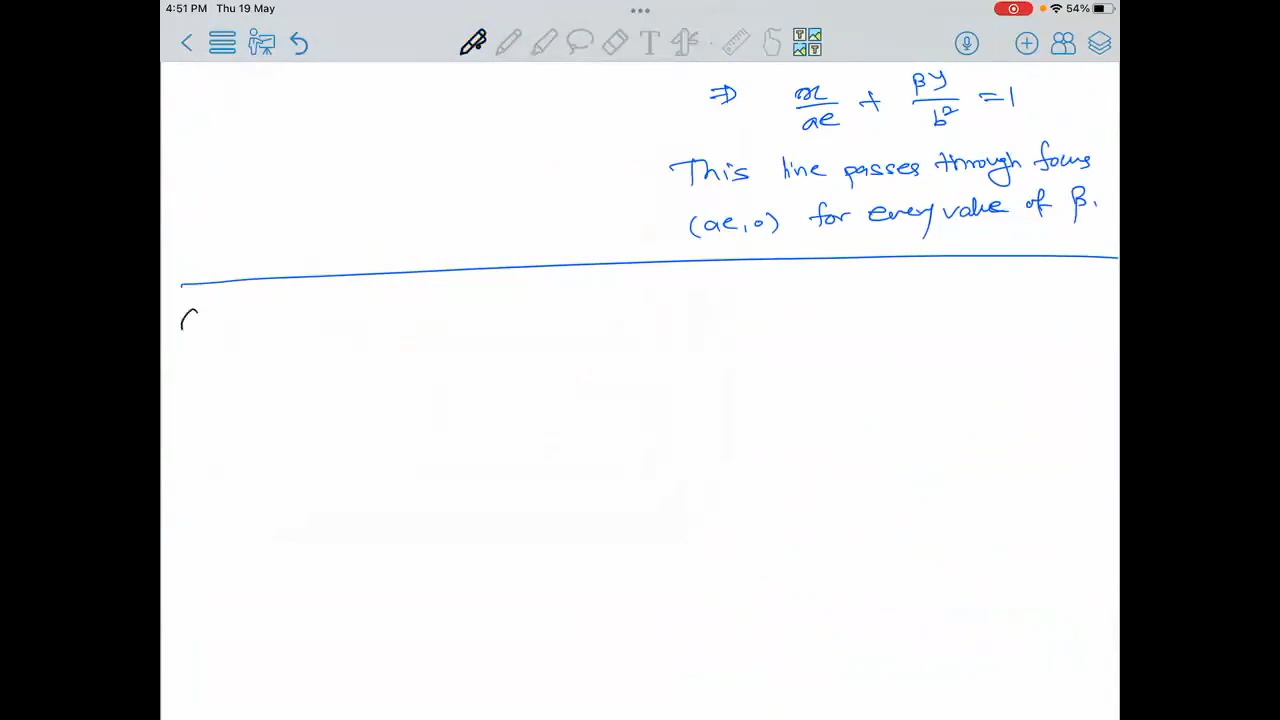 4:51 PM Thu 19 May
54%
T
⇒ x/ae + βy/b² = 1
This line passes through focus
(ae, 0) for every value of β.